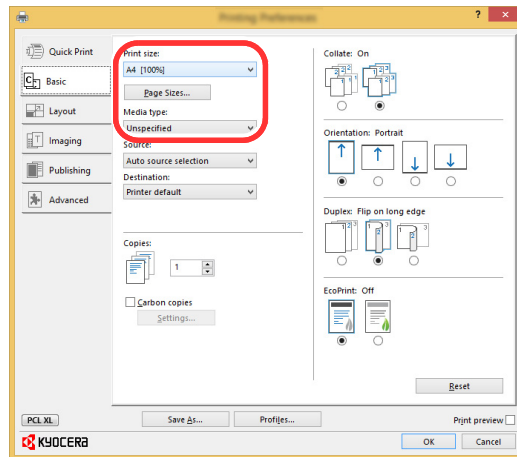 Printing Preferences
?
×
Quick Print
Basic
Layout
Imaging
Publishing
Advanced
Print size:
A4 [100%]
Page Sizes...
Media type:
Unspecified
Source:
Auto source selection
Destination:
Printer default
Copies:
1
Carbon copies
Settings...
Collate: On
Orientation: Portrait
Duplex: Flip on long edge
EcoPrint: Off
Reset
PCL XL
Save As...
Profiles...
Print preview
KYOCERA
OK
Cancel